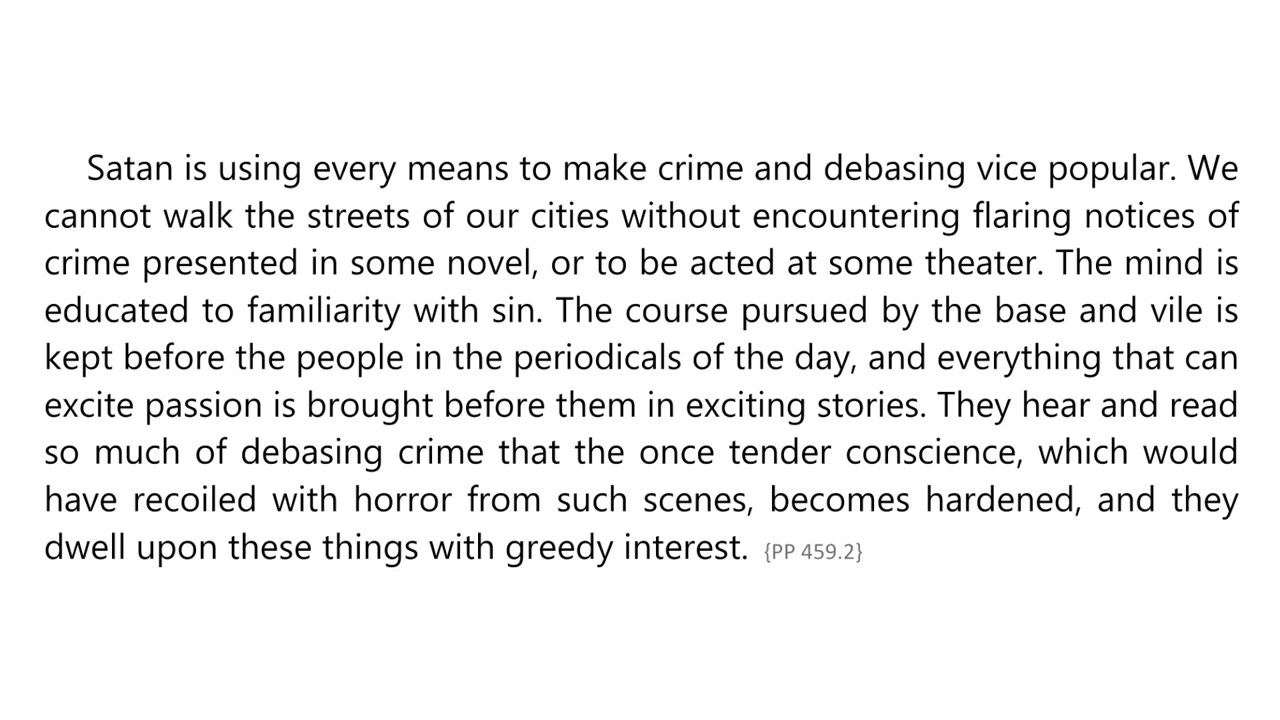 Satan is using every means to make crime and debasing vice popular. We
cannot walk the streets of our cities without encountering flaring notices of
crime presented in some novel, or to be acted at some theater. The mind is
educated to familiarity with sin. The course pursued by the base and vile is
kept before the people in the periodicals of the day, and everything that can
excite passion is brought before them in exciting stories. They hear and read
so much of debasing crime that the once tender conscience, which would
have recoiled with horror from such scenes, becomes hardened, and they
dwell upon these things with greedy interest. {PP 459.2}